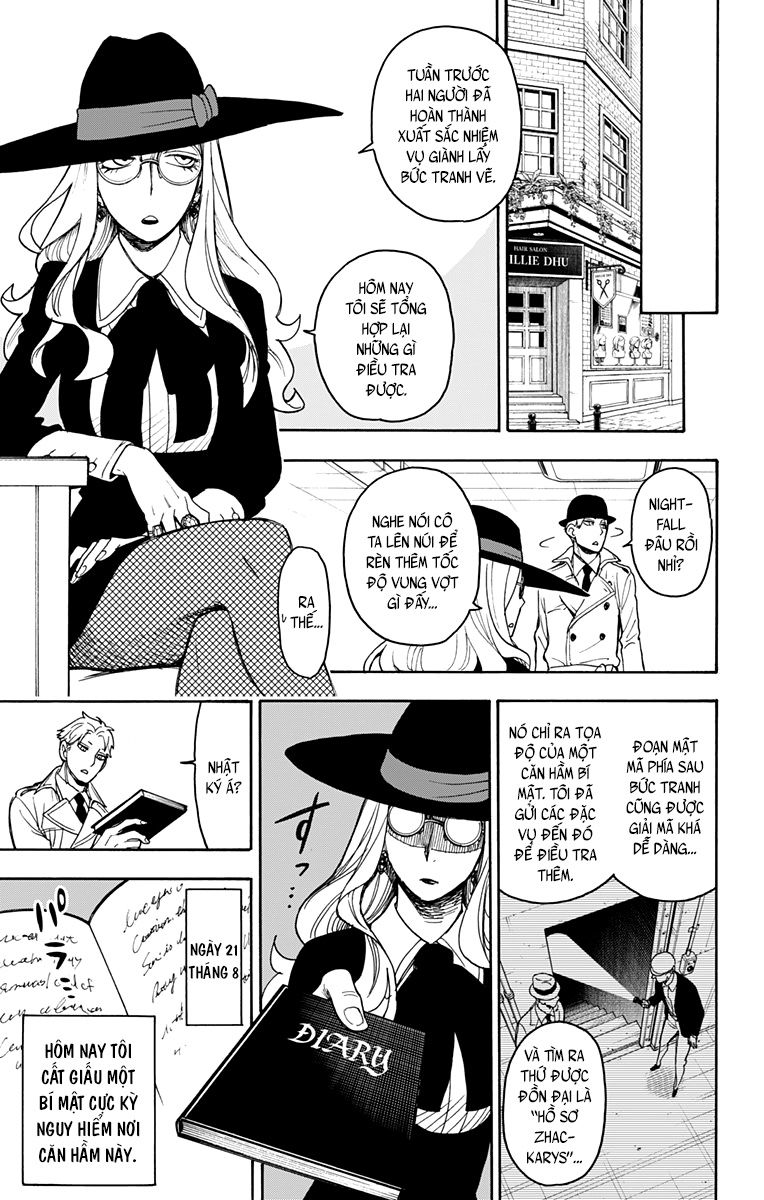 HAIR SALON
ILLIE DHU
TUẦN TRƯỚC
HAI NGƯỜI ĐÃ
HOÀN THÀNH
XUẤT SẮC NHIỆM
VỤ GIÀNH LẤY
BỨC TRANH VẼ.
HÔM NAY
TÔI SẼ TỔNG
HỢP LẠI
NHỮNG GÌ
ĐIỀU TRA
ĐƯỢC.
NIGHT-
FALL
ĐÂU RỒI
NHỈ?
NGHE NÓI CÔ
TA LÊN NÚI ĐỂ
RÈN THÊM TỐC
ĐỘ VUNG VỢT
GÌ ĐẤY...
RA
THẾ...
ĐOẠN MẬT
MÃ PHÍA SAU
BỨC TRANH
CŨNG ĐƯỢC
GIẢI MÃ KHÁ
DỄ DÀNG...
NÓ CHỈ RA TỌA
ĐỘ CỦA MỘT
CĂN HẦM BÍ
MẬT. TÔI ĐÃ
GỬI CÁC ĐẶC
VỤ ĐẾN ĐÓ
ĐỂ ĐIỀU TRA
THÊM.
VÀ TÌM RA
THỨ ĐƯỢC
ĐỒN ĐẠI LÀ
"HỒ SƠ
ZHAC-
KARYS"...
すっ
DIARY
NHẬT
KÝ Á?
パラ
NGÀY 21
THÁNG 8
HÔM NAY TÔI
CẤT GIẤU MỘT
BÍ MẬT CỰC KỲ
NGUY HIỂM NƠI
CĂN HẦM NÀY.